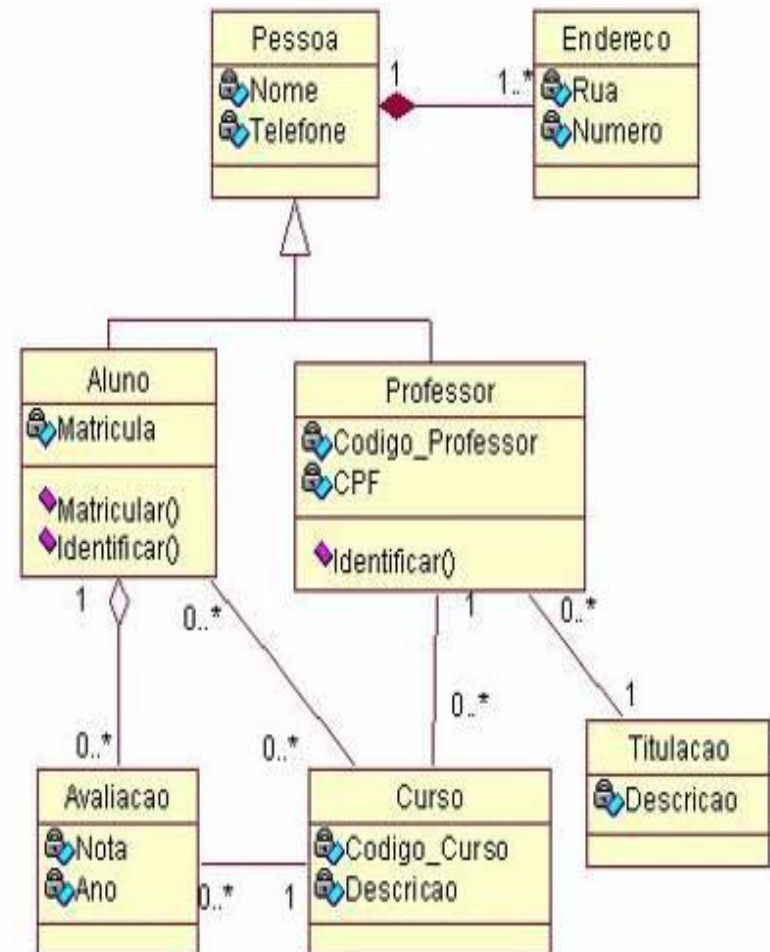 Pessoa
Nome
Telefone
1
1..*
Endereco
Rua
Numero
Aluno
Matricula
Matricular()
Identificar()
Professor
Codigo_Professor
CPF
Identificar()
1
0..*
1
0..*
0..*
0..*
0..*
1
Avaliacao
Nota
Ano
0..*
1
Curso
Codigo_Curso
Descricao
Titulacao
Descricao